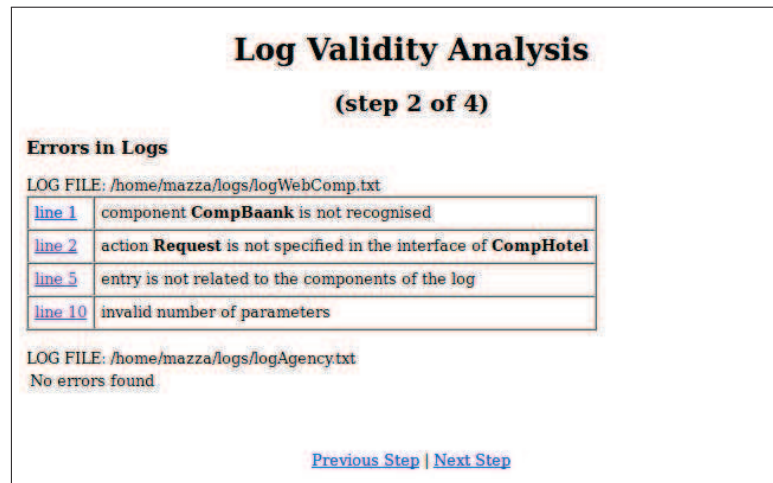 Log Validity Analysis
(step 2 of 4)
Errors in Logs
LOG FILE: /home/mazza/logs/logWebComp.txt
line 1 component CompBaank is not recognised
line 2 action Request is not specified in the interface of CompHotel
line 5 entry is not related to the components of the log
line 10 invalid number of parameters
LOG FILE: /home/mazza/logs/logAgency.txt
No errors found
Previous Step | Next Step